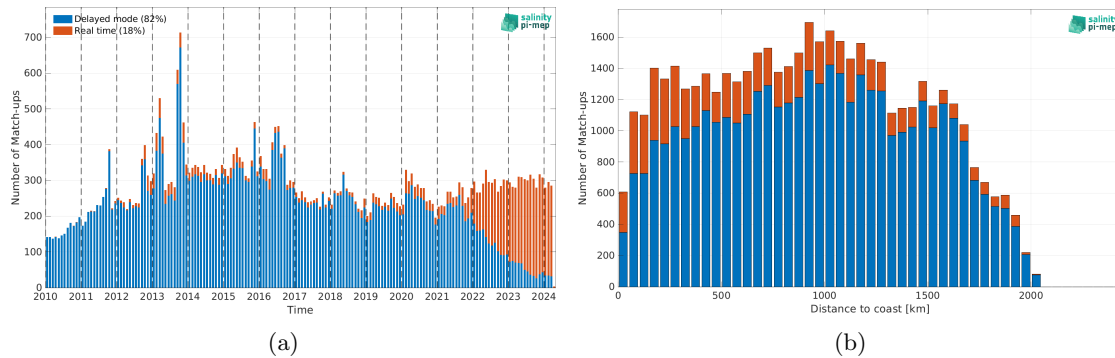 Delayed mode (82%)
Real time (18%)
salinity
pi-mep
Number of Match-ups
700
600
500
400
300
200
100
0
2010 2011 2012 2013 2014 2015 2016 2017 2018 2019 2020 2021 2022 2023 2024
Time
(a)
salinity
pi-mep
Number of Match-ups
1600
1400
1200
1000
800
600
400
200
0
0 500 1000 1500 2000
Distance to coast [km]
(b)